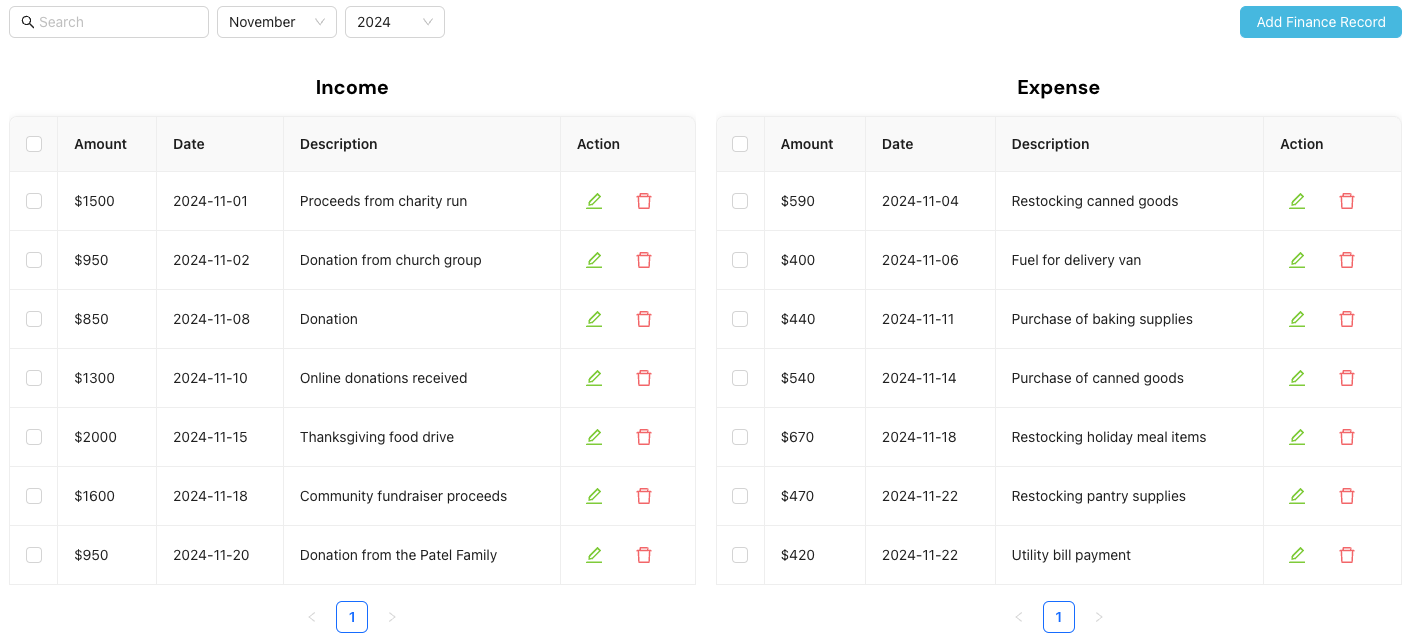 Search November 2024 Add Finance Record
Income Expense
Amount Date Description Action Amount Date Description Action
$1500 2024-11-01 Proceeds from charity run $590 2024-11-04 Restocking canned goods
$950 2024-11-02 Donation from church group $400 2024-11-06 Fuel for delivery van
$850 2024-11-08 Donation $440 2024-11-11 Purchase of baking supplies
$1300 2024-11-10 Online donations received $540 2024-11-14 Purchase of canned goods
$2000 2024-11-15 Thanksgiving food drive $670 2024-11-18 Restocking holiday meal items
$1600 2024-11-18 Community fundraiser proceeds $470 2024-11-22 Restocking pantry supplies
$950 2024-11-20 Donation from the Patel Family $420 2024-11-22 Utility bill payment
1 1